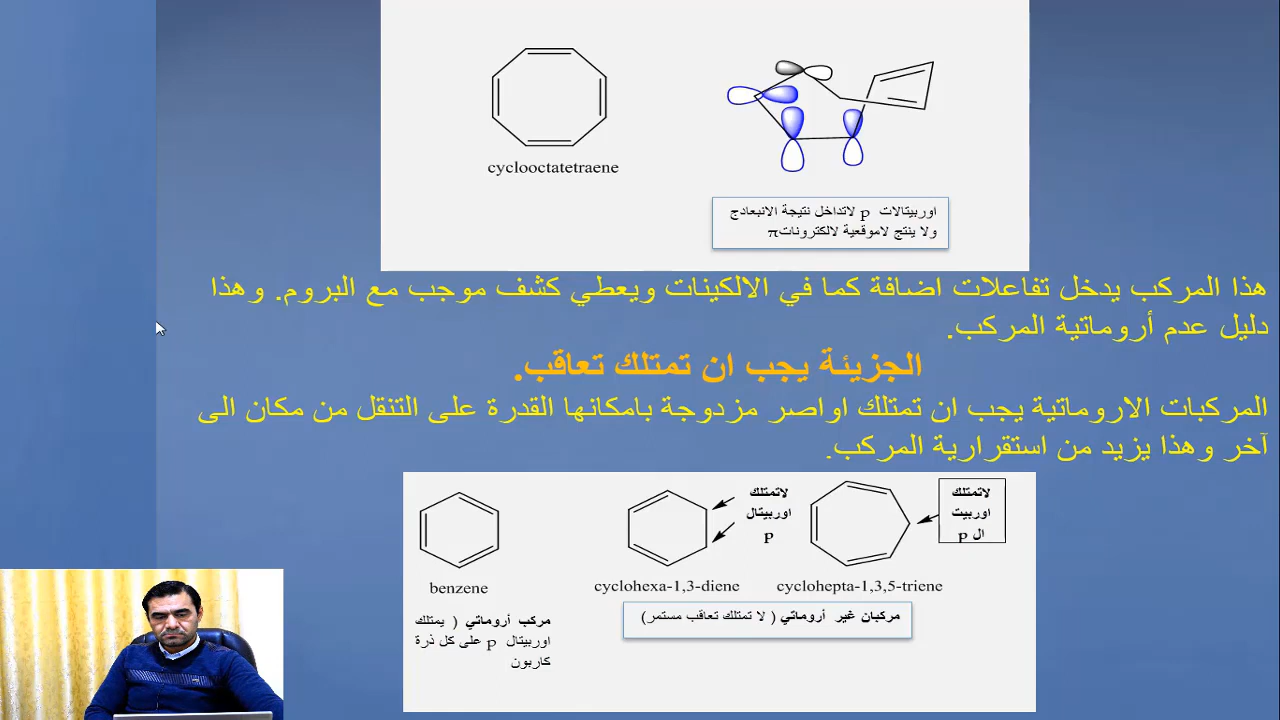 cyclooctatetraene
اوربيتالات p لاتداخل نتيجة الانبعادج
ولا ينتج لاموقعية لالكترونات π
هذا المركب يدخل تفاعلات اضافة كما في الالكينات ويعطي كشف موجب مع البروم. وهذا
دليل عدم أروماتية المركب.
الجزيئة يجب ان تمتلك تعاقب.
المركبات الاروماتية يجب ان تمتلك اواصر مزدوجة بامكانها القدرة على التنقل من مكان الى
آخر وهذا يزيد من استقرارية المركب.
لاتمتلك
اوربيت
ال p
لاتمتلك
اوربيتال
p
benzene
cyclohexa-1,3-diene
cyclohepta-1,3,5-triene
مركبان غير أروماتي ( لا تمتلك تعاقب مستمر)
مركب أروماتي ( يمتلك
اوربيتال p على كل ذرة
كاربون